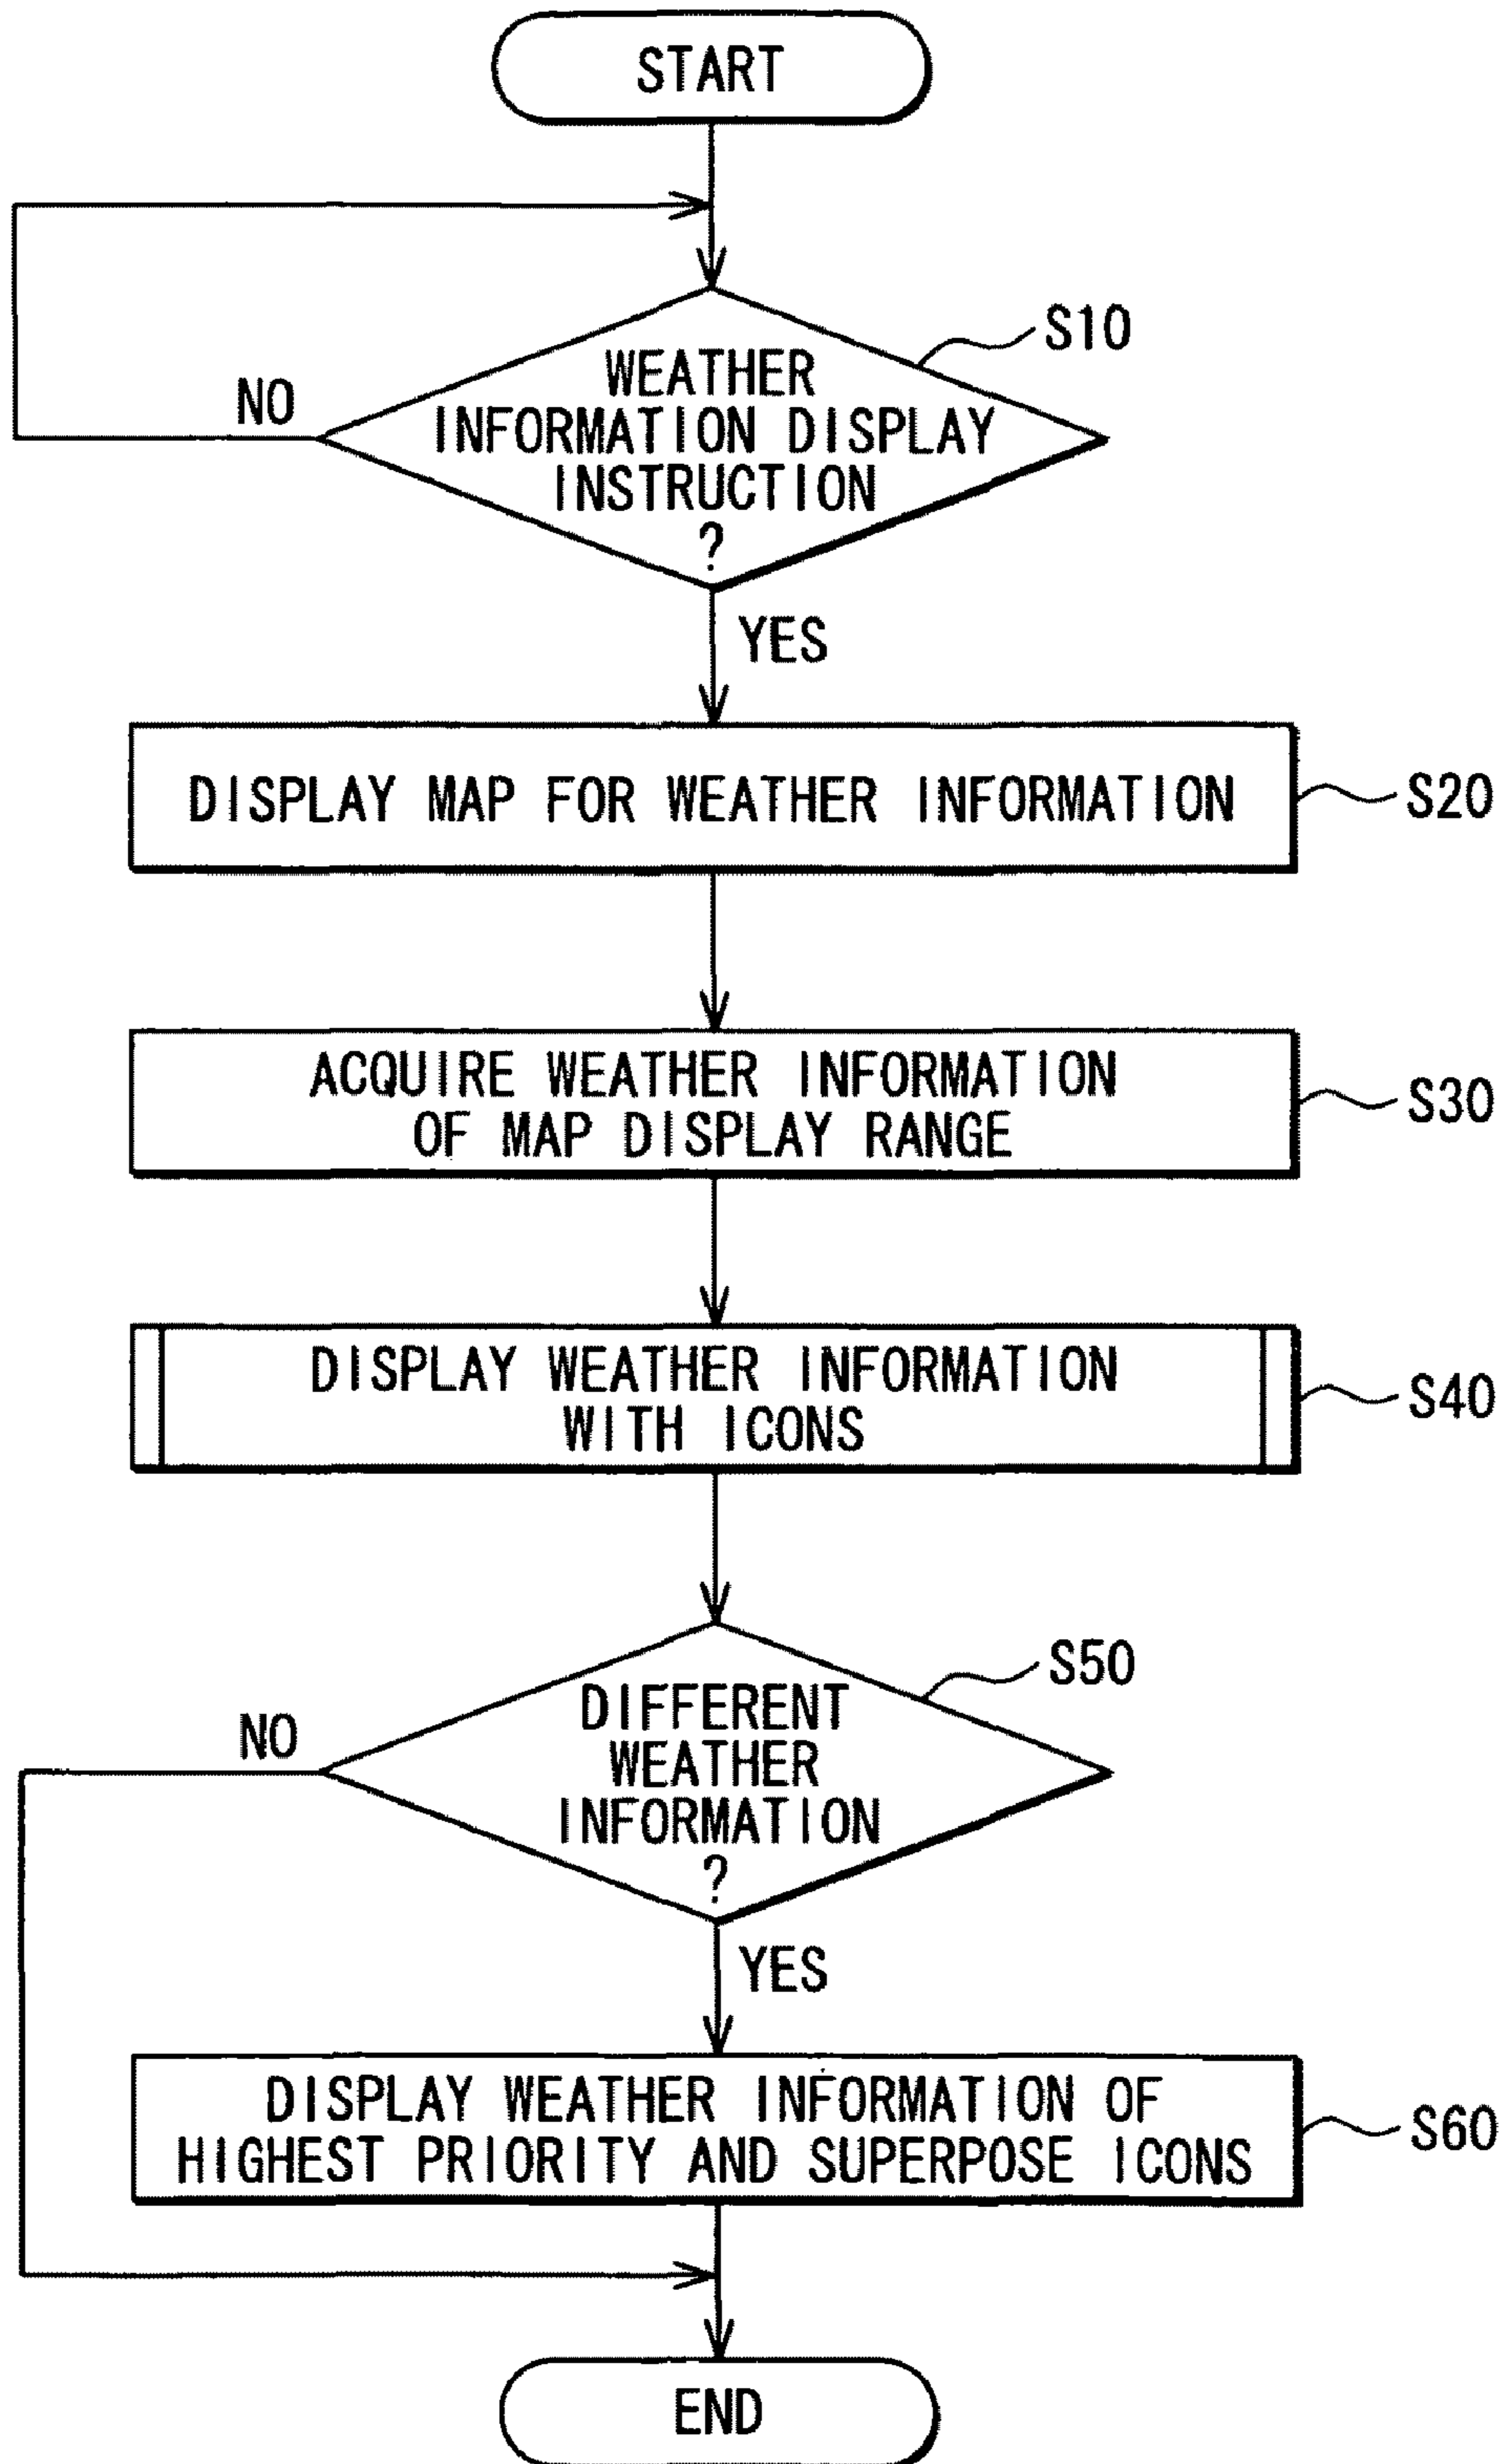 START
S10
WEATHER
INFORMATION DISPLAY
INSTRUCTION
?
NO
YES
DISPLAY MAP FOR WEATHER INFORMATION
S20
ACQUIRE WEATHER INFORMATION
OF MAP DISPLAY RANGE
S30
DISPLAY WEATHER INFORMATION
WITH ICONS
S40
S50
DIFFERENT
WEATHER
INFORMATION
?
NO
YES
DISPLAY WEATHER INFORMATION OF
HIGHEST PRIORITY AND SUPERPOSE ICONS
S60
END